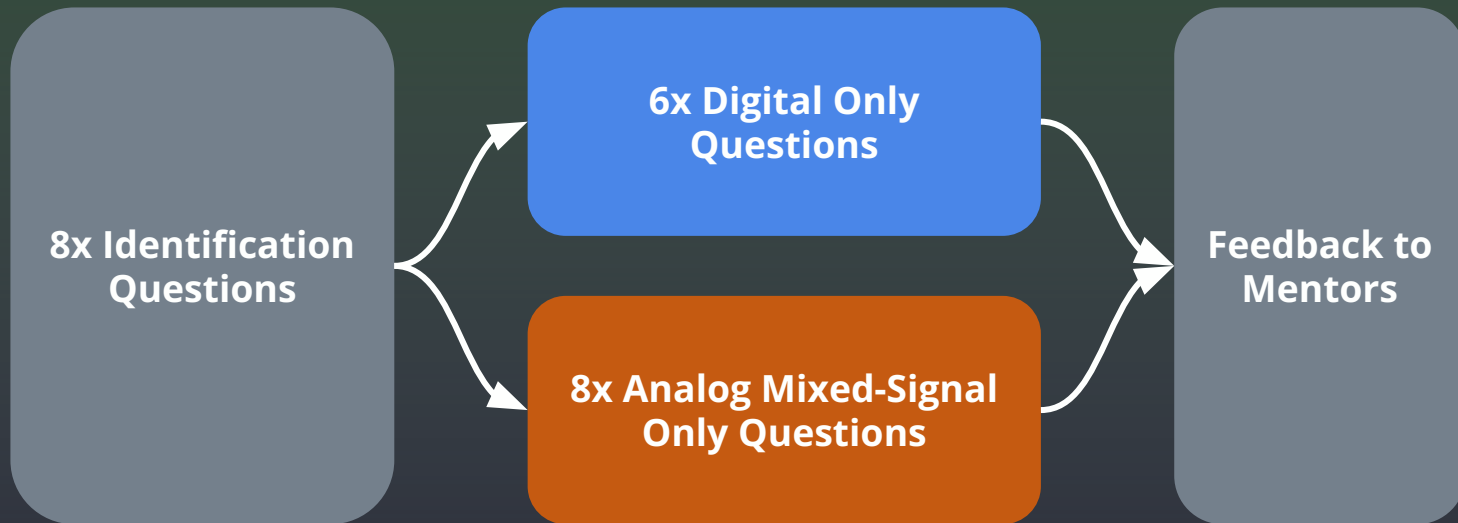 8x Identification
Questions
6x Digital Only
Questions
8x Analog Mixed-Signal
Only Questions
Feedback to
Mentors